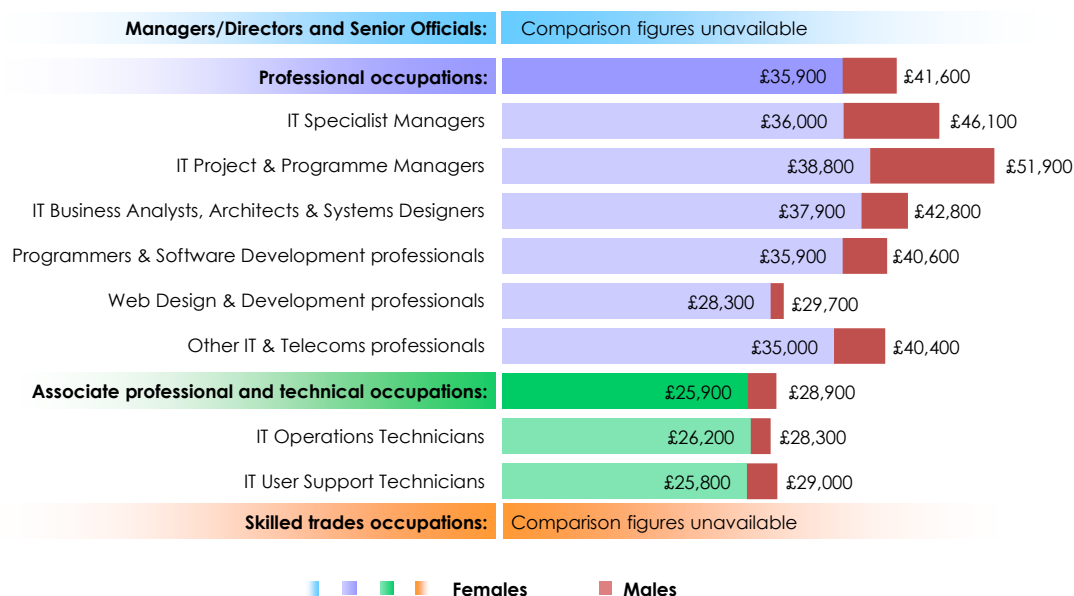 Managers/Directors and Senior Officials: Comparison figures unavailable
Professional occupations: £35,900 £41,600
IT Specialist Managers £36,000 £46,100
IT Project & Programme Managers £38,800 £51,900
IT Business Analysts, Architects & Systems Designers £37,900 £42,800
Programmers & Software Development professionals £35,900 £40,600
Web Design & Development professionals £28,300 £29,700
Other IT & Telecoms professionals £35,000 £40,400
Associate professional and technical occupations: £25,900 £28,900
IT Operations Technicians £26,200 £28,300
IT User Support Technicians £25,800 £29,000
Skilled trades occupations: Comparison figures unavailable
Females Males